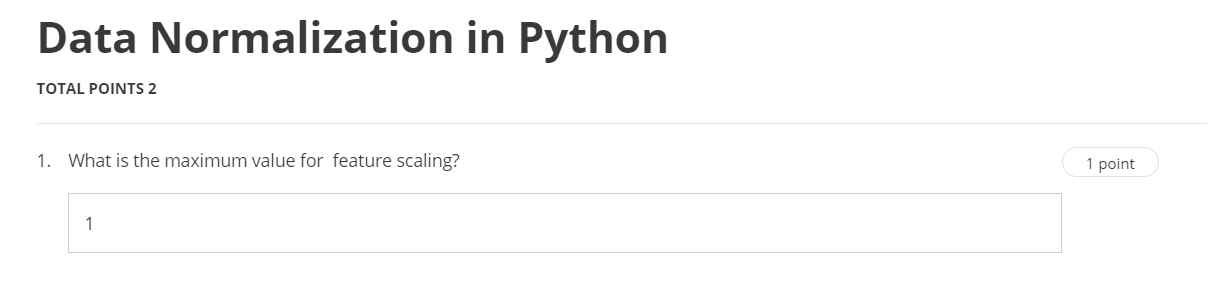 Data Normalization in Python
TOTAL POINTS 2
1. What is the maximum value for feature scaling?
1 point
1